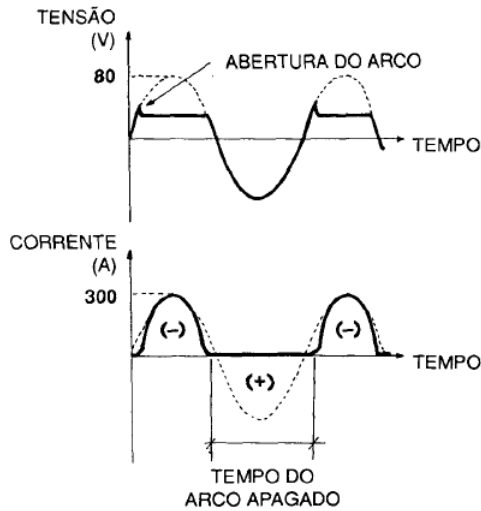 TENSÃO
(V)
80
ABERTURA DO ARCO
TEMPO
CORRENTE
(A)
300
(-)
(-)
TEMPO
(+)
TEMPO DO
ARCO APAGADO